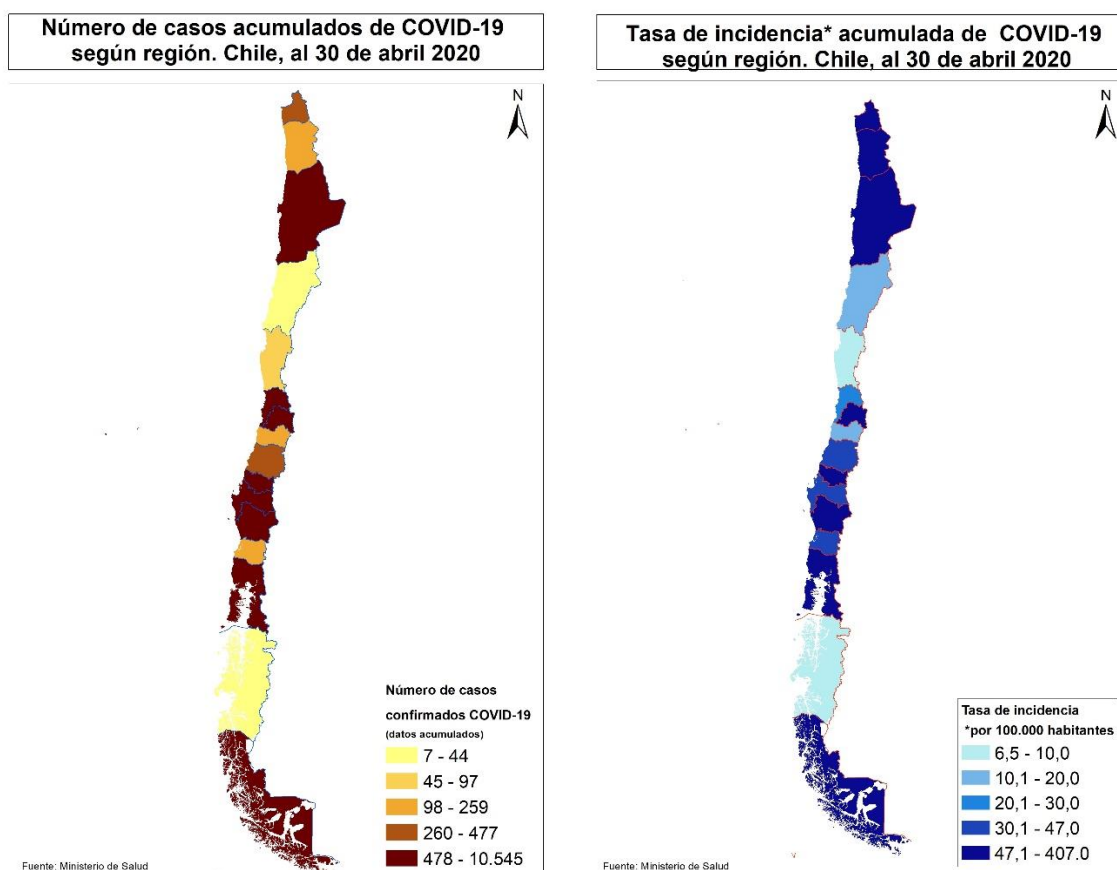 Número de casos acumulados de COVID-19
según región. Chile, al 30 de abril 2020
N
Número de casos
confirmados COVID-19
(datos acumulados)
7 - 44
45 - 97
98 - 259
260 - 477
478 - 10.545
Fuente: Ministerio de Salud
Tasa de incidencia* acumulada de COVID-19
según región. Chile, al 30 de abril 2020
N
Tasa de incidencia
*por 100.000 habitantes
6,5 - 10,0
10,1 - 20,0
20,1 - 30,0
30,1 - 47,0
47,1 - 407.0
Fuente: Ministerio de Salud